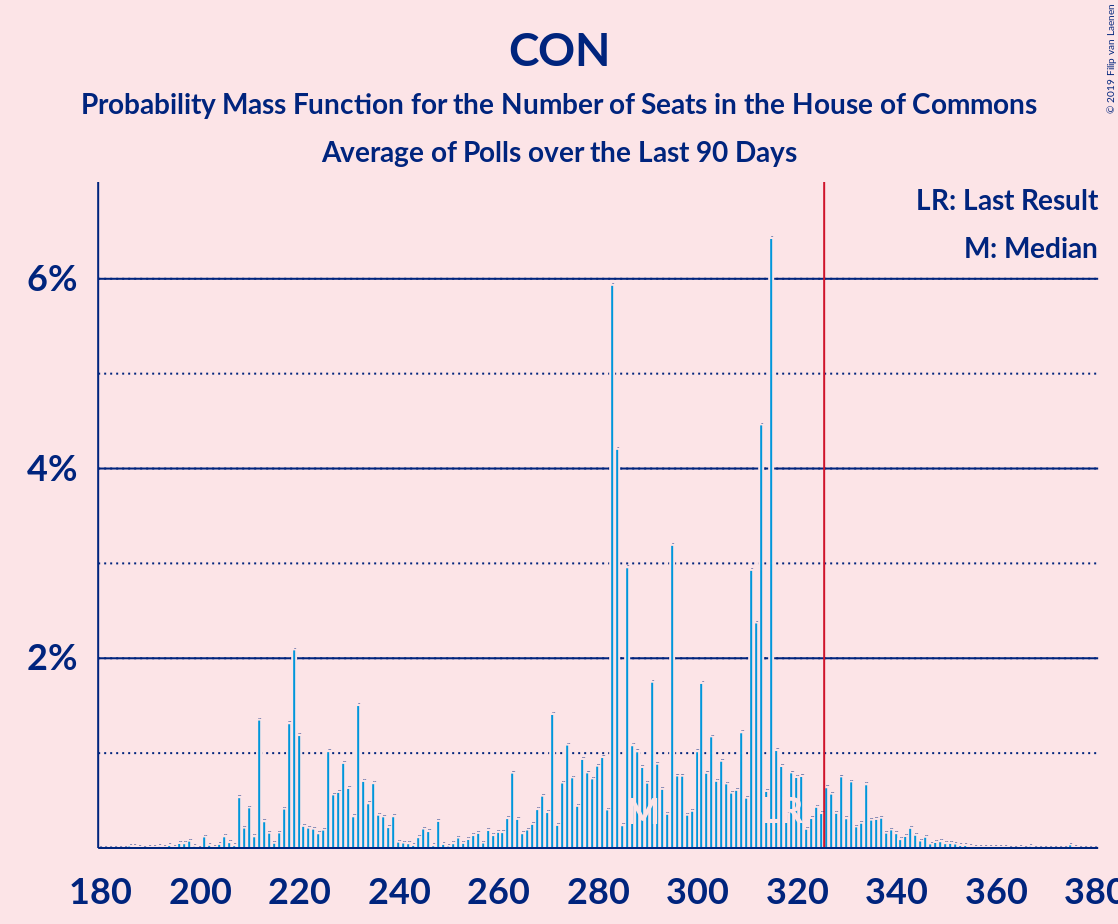 CON
Probability Mass Function for the Number of Seats in the House of Commons
Average of Polls over the Last 90 Days
© 2019 Filip van Laenen
LR: Last Result
M: Median
6%
4%
2%
M
LR
180 200 220 240 260 280 300 320 340 360 380